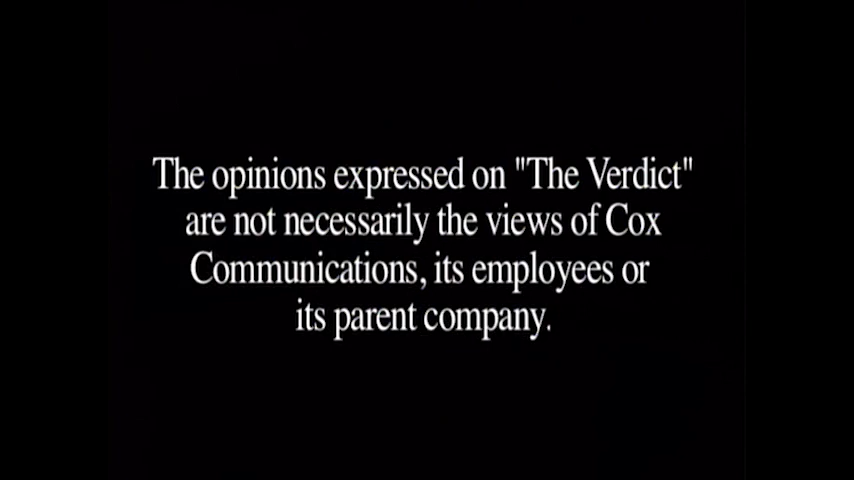 The opinions expressed on "The Verdict"
are not necessarily the views of Cox
Communications, its employees or
its parent company.